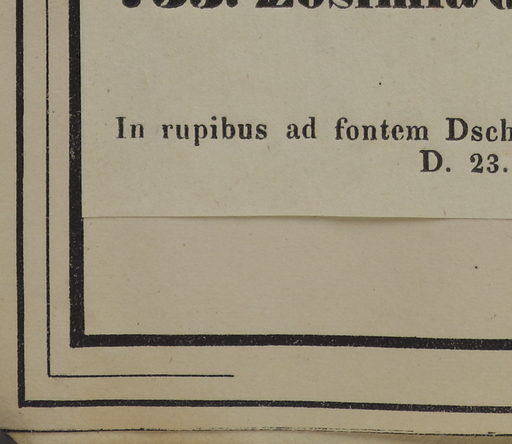 In rupibus ad fontem Dsch
D. 23.